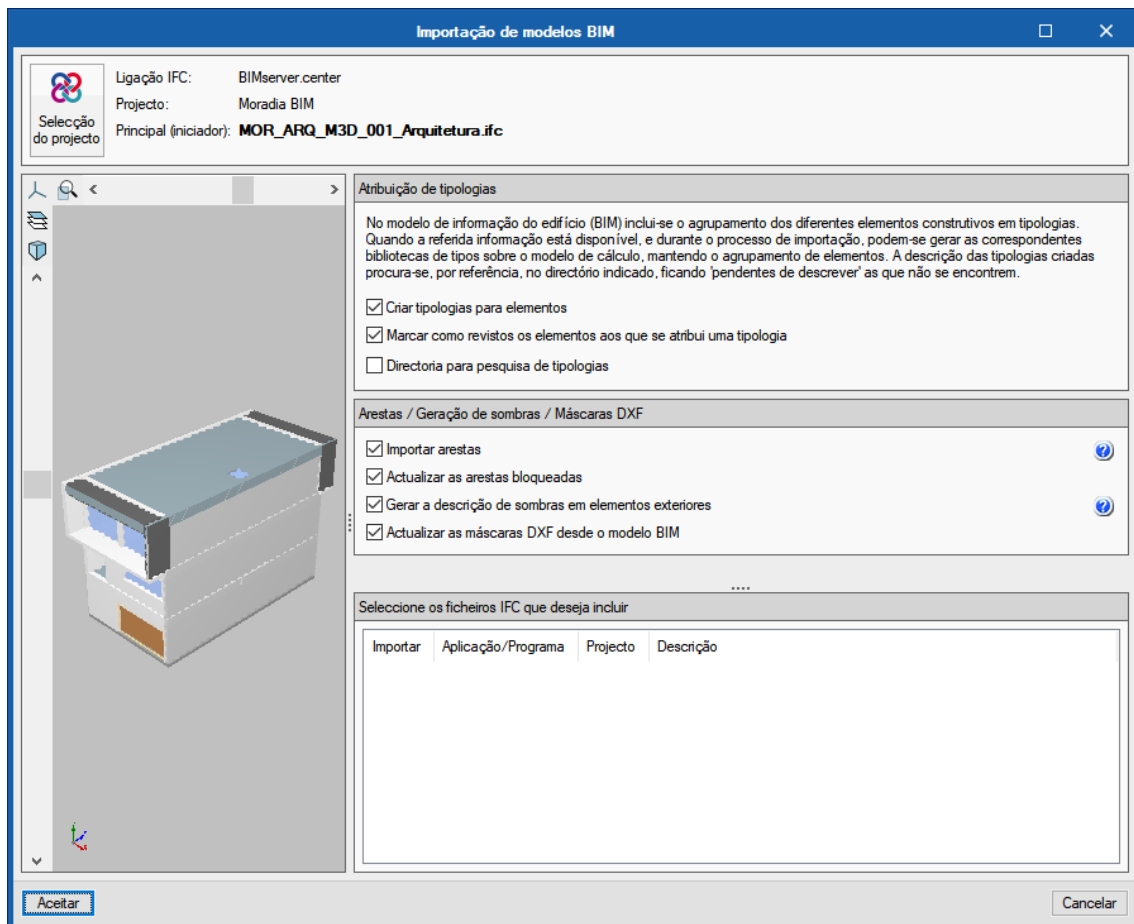 Importação de modelos BIM
Selecção
do projecto
Ligação IFC: BIMserver.center
Projecto: Moradia BIM
Principal (iniciador): MOR_ARQ_M3D_001_Arquitetura.ifc
Atribuição de tipologias
No modelo de informação do edifício (BIM) inclui-se o agrupamento dos diferentes elementos construtivos em tipologias.
Quando a referida informação está disponível, e durante o processo de importação, podem-se gerar as correspondentes
bibliotecas de tipos sobre o modelo de cálculo, mantendo o agrupamento de elementos. A descrição das tipologias criadas
procura-se, por referência, no directório indicado, ficando 'pendentes de descrever' as que não se encontrem.
Criar tipologias para elementos
Marcar como revistos os elementos aos que se atribui uma tipologia
Directoria para pesquisa de tipologias
Arestas / Geração de sombras / Máscaras DXF
Importar arestas
Actualizar as arestas bloqueadas
Gerar a descrição de sombras em elementos exteriores
Actualizar as máscaras DXF desde o modelo BIM
Seleccione os ficheiros IFC que deseja incluir
Importar Aplicação/Programa Projecto Descrição
Aceitar
Cancelar